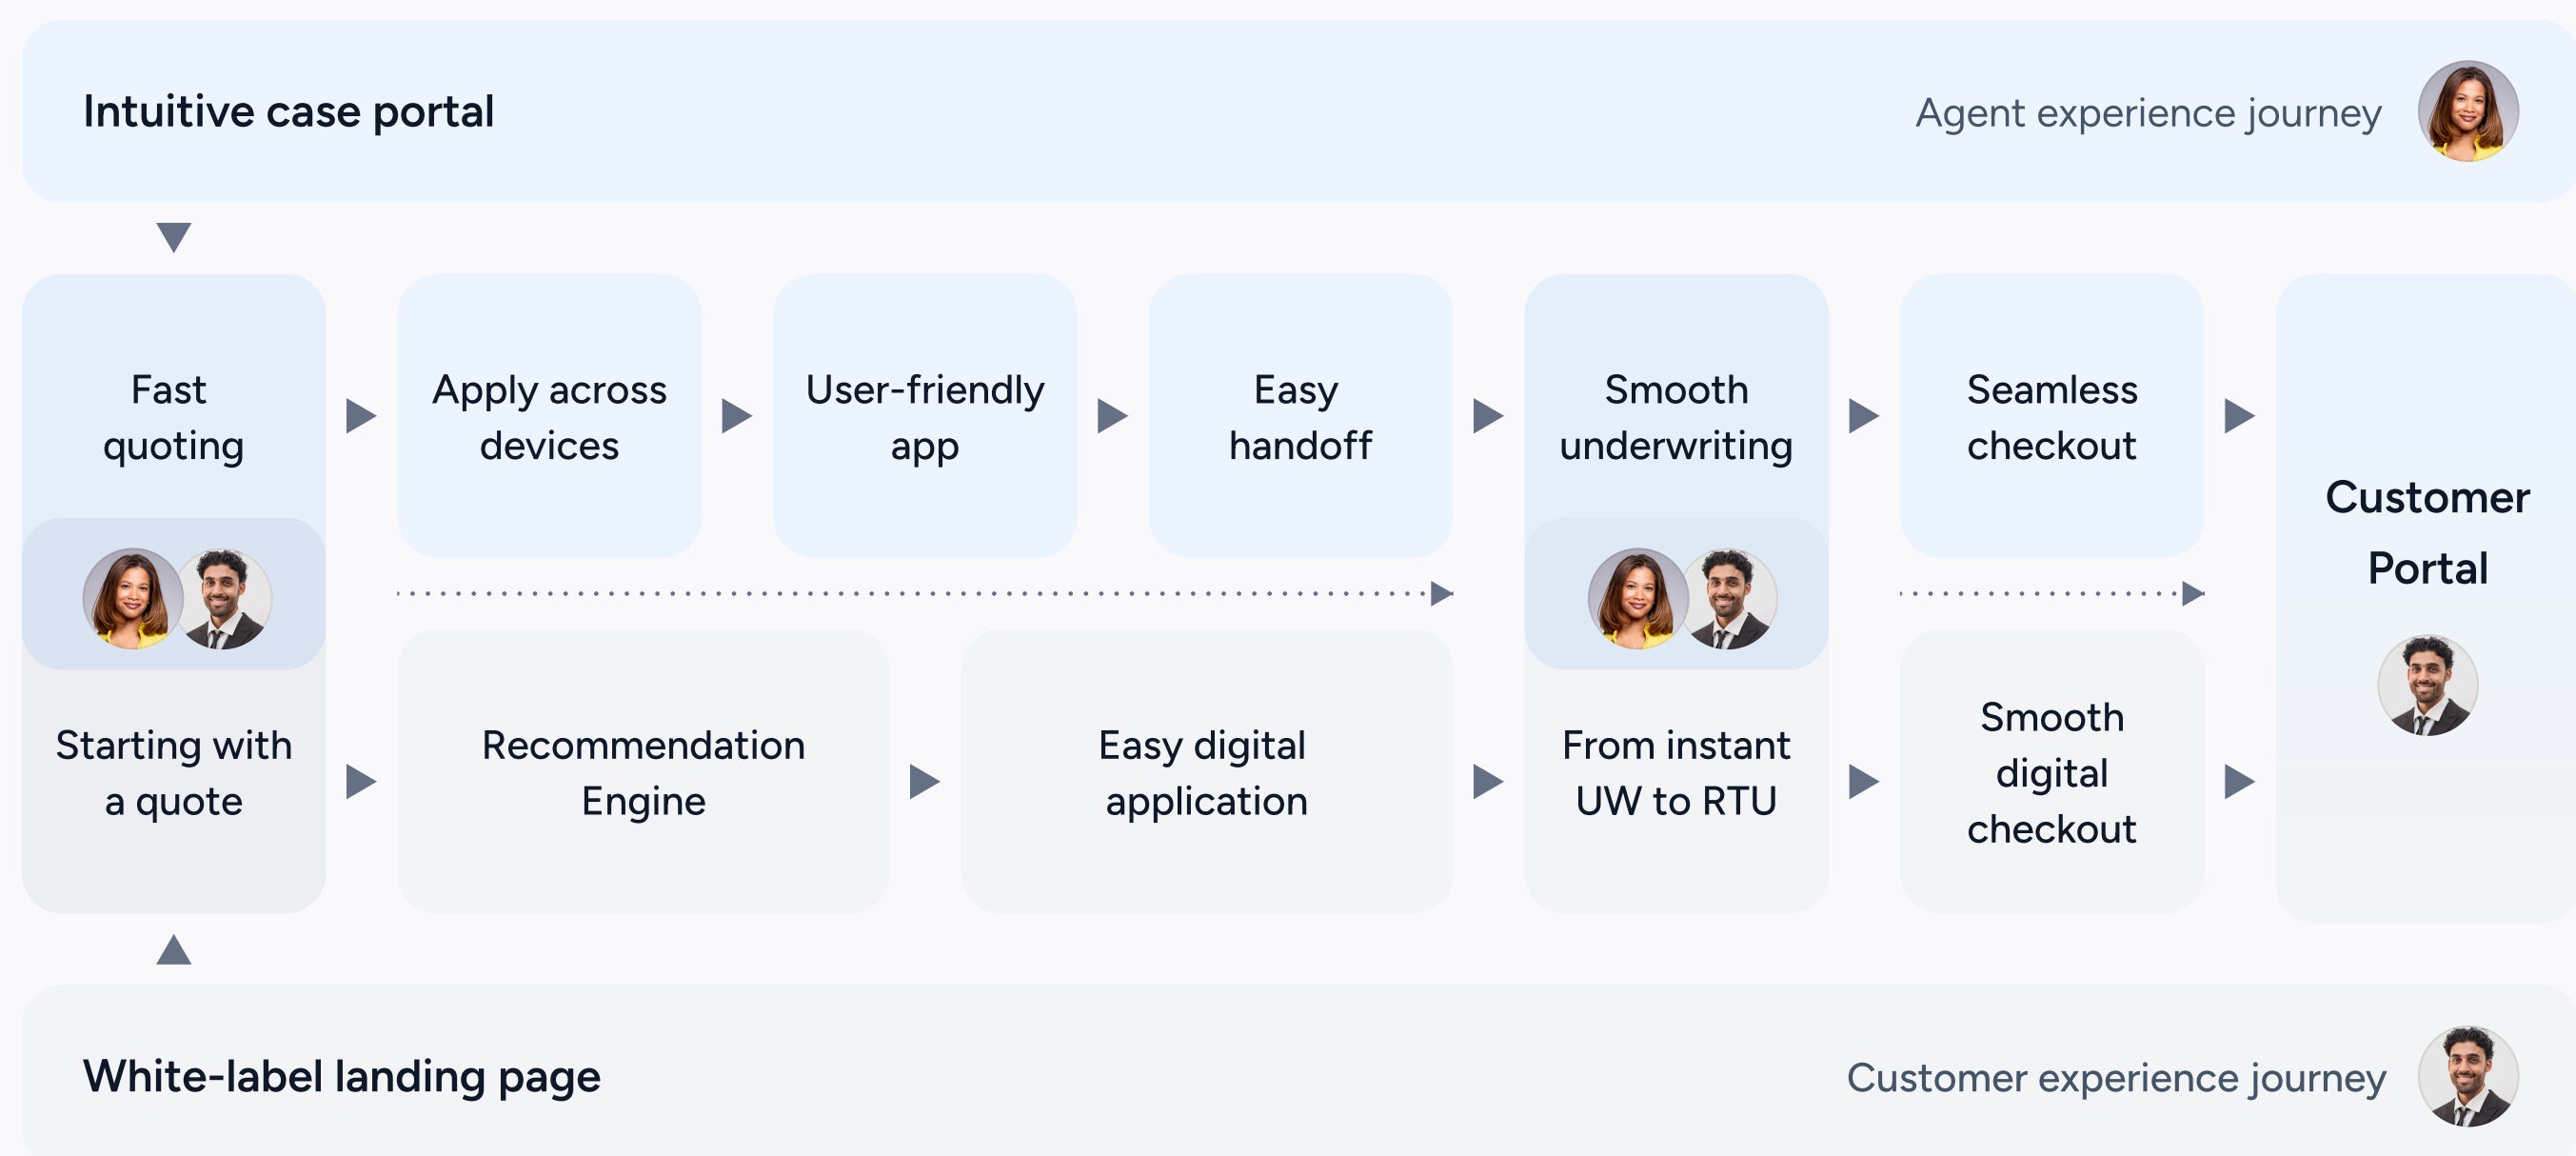 Intuitive case portal
Agent experience journey
Fast
quoting
Apply across
devices
User-friendly
app
Easy
handoff
Smooth
underwriting
Seamless
checkout
Customer
Portal
Starting with
a quote
Recommendation
Engine
Easy digital
application
From instant
UW to RTU
Smooth
digital
checkout
White-label landing page
Customer experience journey